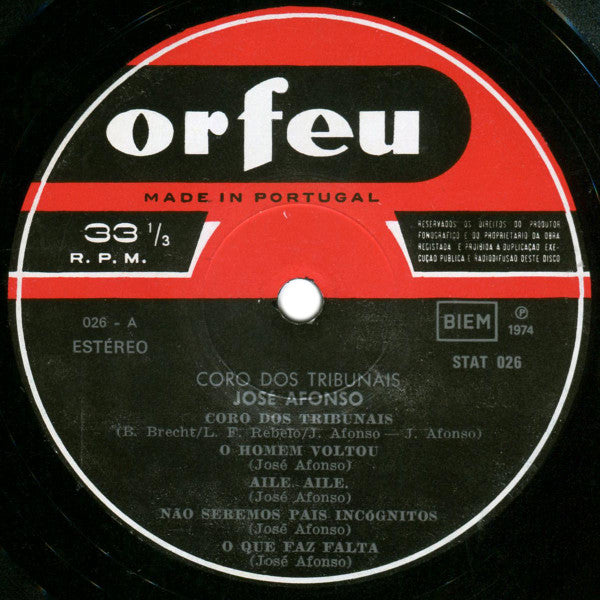 orfeu
MADE IN PORTUGAL
33 1/3
R. P. M.
RESERVADOS OS DIREITOS DO PRODUTOR
FONOGRAFICO E DO PROPRIETARIO DA OBRA
REGISTADA E PROIBIDA A DUPLICAÇÃO EXE-
CUÇÃO PUBLICA E RADIODIFUSÃO DESTE DISCO
026 - A
ESTÉREO
BIEM
℗
1974
STAT 026
CORO DOS TRIBUNAIS
JOSÉ AFONSO
CORO DOS TRIBUNAIS
(B. Brecht/L. F. Rebelo/J. Afonso — J. Afonso)
O HOMEM VOLTOU
(José Afonso)
AILE. AILE.
(José Afonso)
NÃO SEREMOS PAIS INCóGNITOS
(José Afonso)
O QUE FAZ FALTA
(José Afonso)